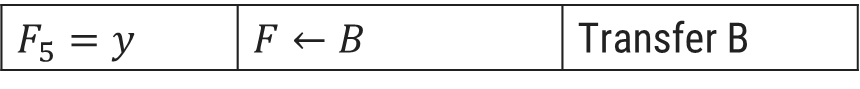 F₅ = y F ← B Transfer B